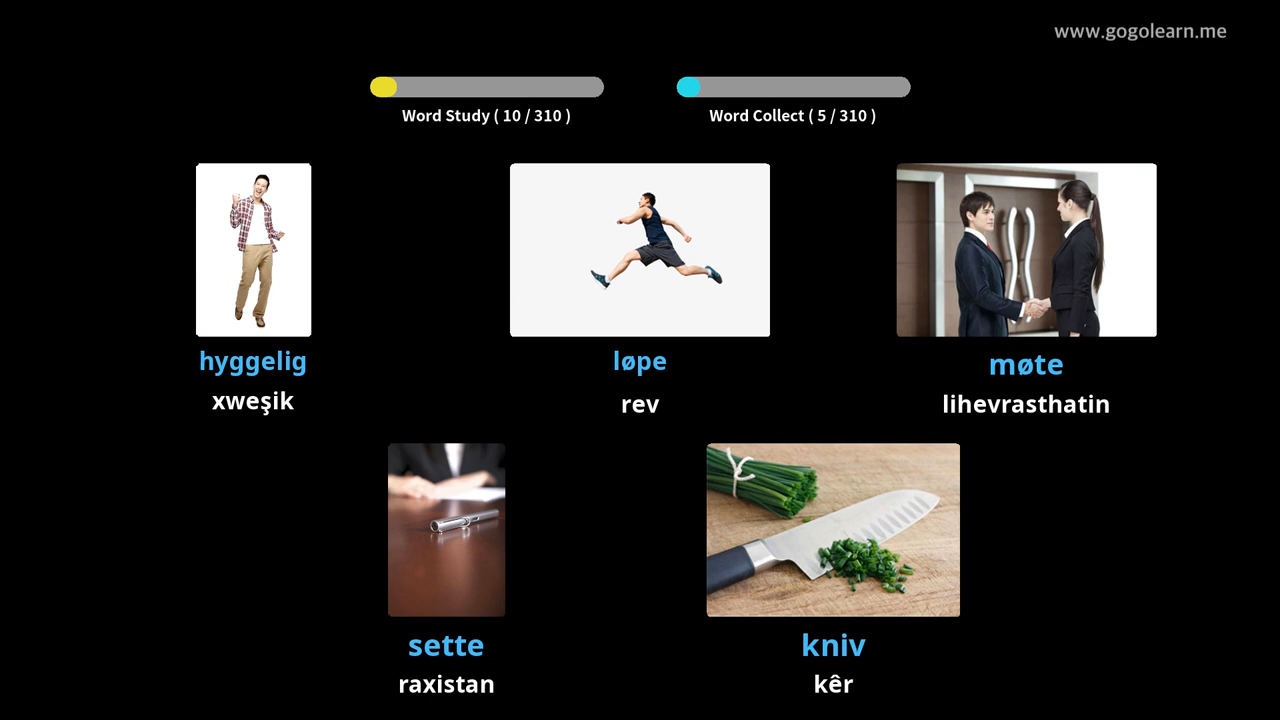 www.gogolearn.me
Word Study ( 10 / 310 )
Word Collect ( 5 / 310 )
hyggelig
xweşik
løpe
rev
møte
lihevrasthatin
sette
raxistan
kniv
kêr